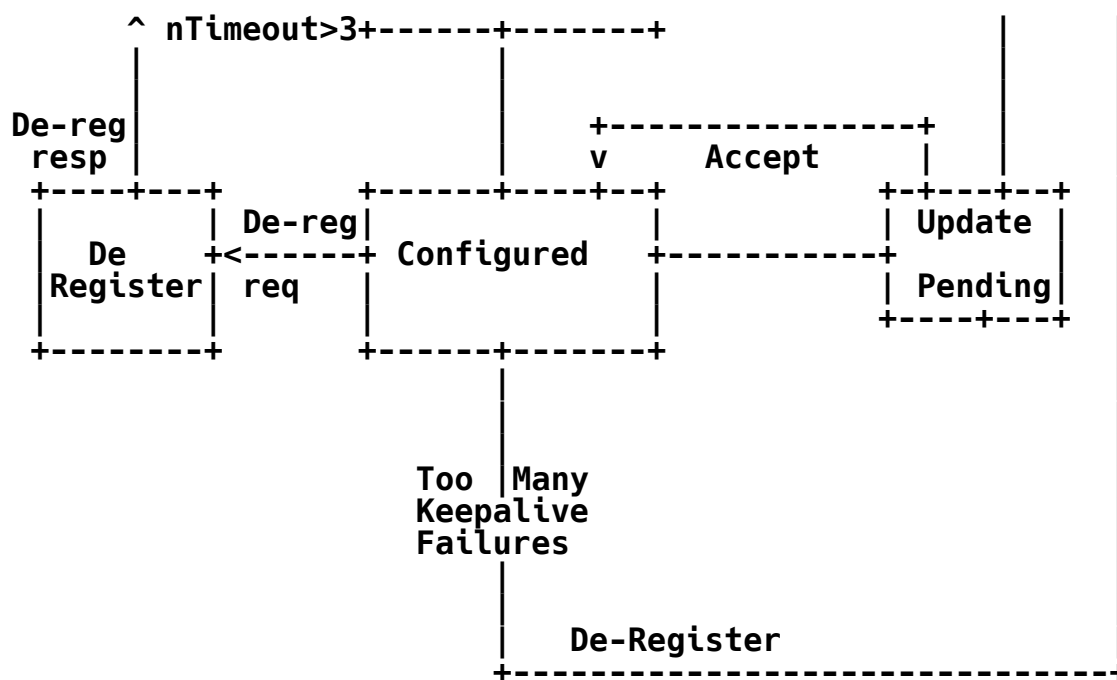 ^ nTimeout>3
De-reg
resp
v Accept
De-reg Update
De Configured
Register req Pending
Too Many
Keepalive
Failures
De-Register